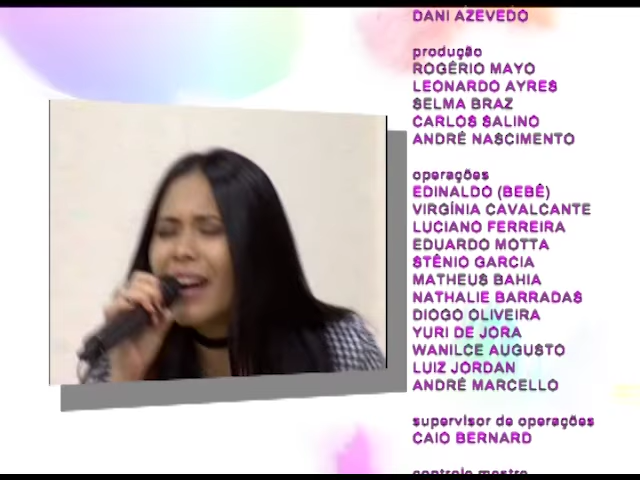 DANI AZEVEDO
produção
ROGÉRIO MAYO
LEONARDO AYRES
SELMA BRAZ
CARLOS SALINO
ANDRÉ NASCIMENTO
operações
EDINALDO (BEBÊ)
VIRGÍNIA CAVALCANTE
LUCIANO FERREIRA
EDUARDO MOTTA
STÊNIO GARCIA
MATHEUS BAHIA
NATHALIE BARRADAS
DIOGO OLIVEIRA
YURI DE JORA
WANILCE AUGUSTO
LUIZ JORDAN
ANDRÉ MARCELLO
supervisor de operações
CAIO BERNARD
controle mestre